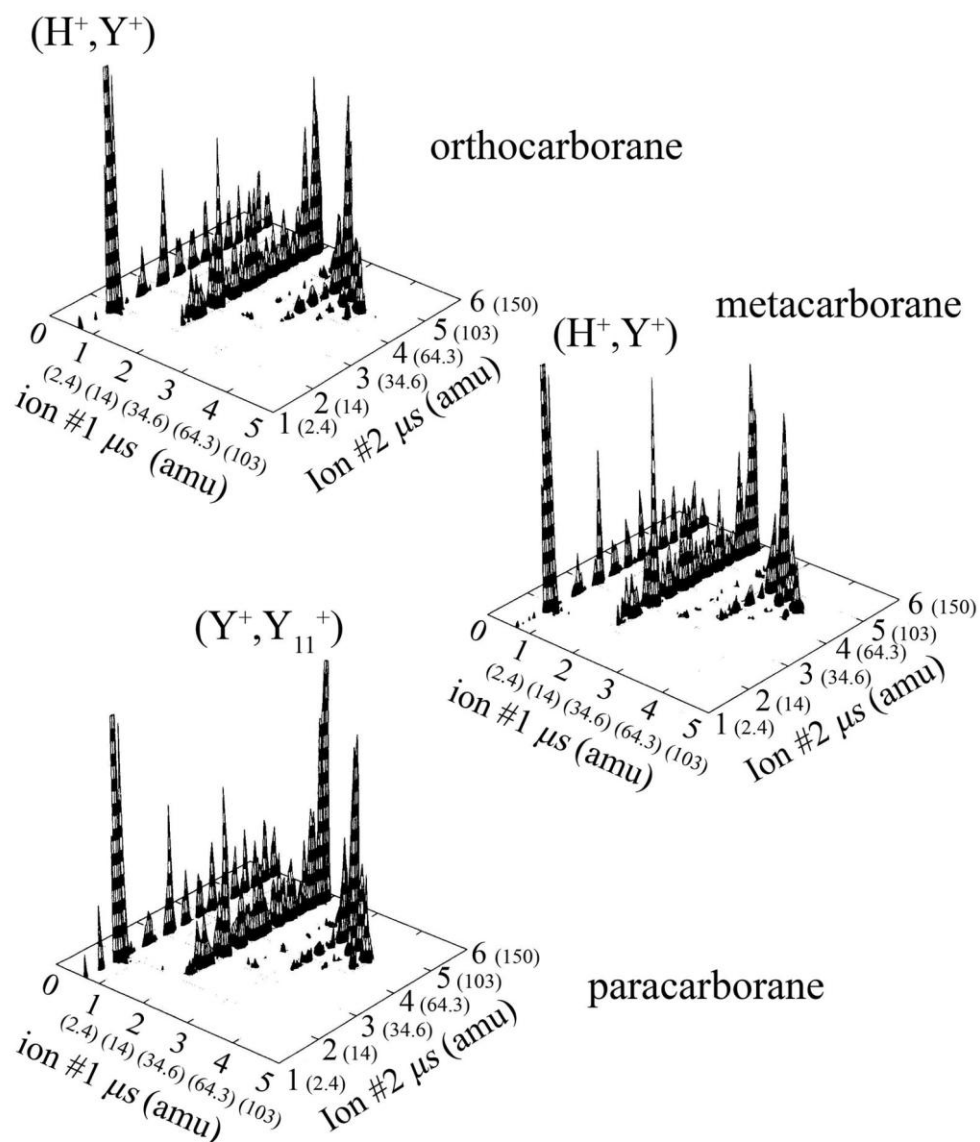 (H⁺,Y⁺)
orthocarborane
0 1 2 3 4 5
(2.4) (14) (34.6) (64.3) (103)
ion #1 μs (amu)
1 (2.4)
2 (14)
3 (34.6)
4 (64.3)
5 (103)
6 (150)
Ion #2 μs (amu)
metacarborane
(H⁺,Y⁺)
0 1 2 3 4 5
(2.4) (14) (34.6) (64.3) (103)
ion #1 μs (amu)
1 (2.4)
2 (14)
3 (34.6)
4 (64.3)
5 (103)
6 (150)
Ion #2 μs (amu)
(Y⁺,Y₁₁⁺)
0 1 2 3 4 5
(2.4) (14) (34.6) (64.3) (103)
ion #1 μs (amu)
1 (2.4)
2 (14)
3 (34.6)
4 (64.3)
5 (103)
6 (150)
Ion #2 μs (amu)
paracarborane